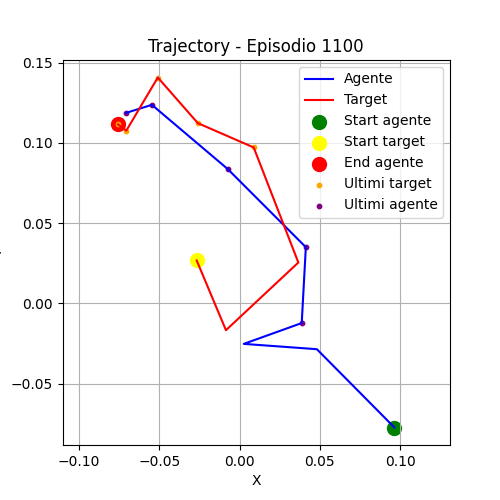 Trajectory - Episodio 1100
0.15
0.10
0.05
0.00
−0.05
−0.10
−0.05
0.00
0.05
0.10
X
Agente
Target
Start agente
Start target
End agente
Ultimi target
Ultimi agente